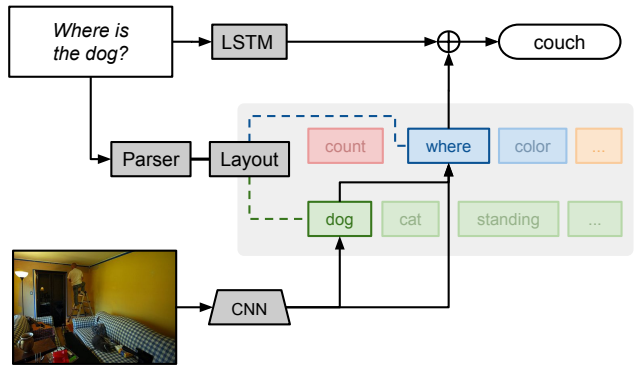 Where is
the dog?
LSTM
couch
Parser
Layout
count
where
color
...
dog
cat
standing
...
CNN